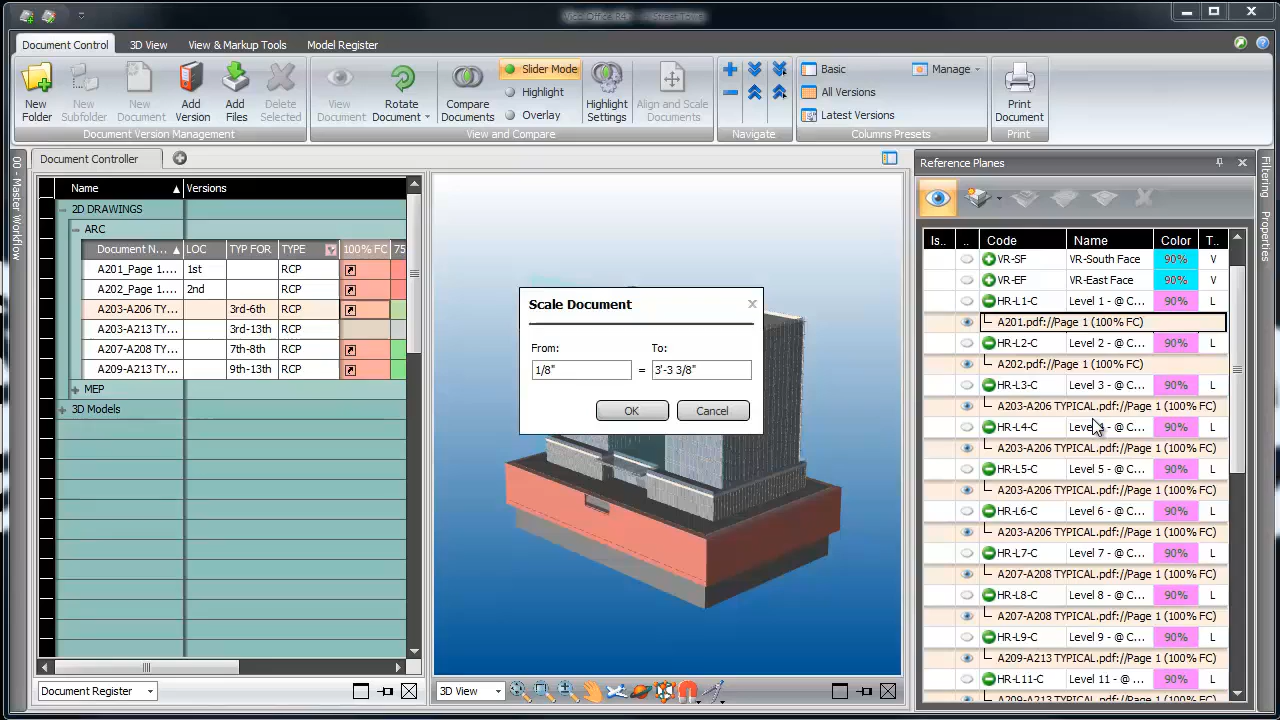 Vico Office R4
Document Control
3D View
View & Markup Tools
Model Register
New Folder
New Subfolder
New Document
Add Version
Add Files
Delete Selected
Document Version Management
View Document
Rotate Document
Compare Documents
Slider Mode
Highlight
Overlay
Highlight Settings
Align and Scale Documents
View and Compare
Navigate
Basic
All Versions
Latest Versions
Manage
Columns Presets
Print Document
Print
00 - Master Workflow
Document Controller
Name Versions
2D DRAWINGS
ARC
Document N... LOC TYP FOR TYPE 100% FC 75
A201_Page 1.... 1st RCP
A202_Page 1.... 2nd RCP
A203-A206 TY... 3rd-6th RCP
A203-A213 TY... 3rd-13th RCP
A207-A208 TY... 7th-8th RCP
A209-A213 TY... 9th-13th RCP
MEP
3D Models
Document Register
Scale Document
From: To:
1/8" = 3'-3 3/8"
OK Cancel
3D View
Reference Planes
Is.. .. Code Name Color T..
VR-SF VR-South Face 90% V
VR-EF VR-East Face 90% V
HR-L1-C Level 1 - @ C... 90% L
A201.pdf://Page 1 (100% FC)
HR-L2-C Level 2 - @ C... 90% L
A202.pdf://Page 1 (100% FC)
HR-L3-C Level 3 - @ C... 90% L
A203-A206 TYPICAL.pdf://Page 1 (100% FC)
HR-L4-C Level - @ C... 90% L
A203-A206 TYPICAL.pdf://Page 1 (100% FC)
HR-L5-C Level 5 - @ C... 90% L
A203-A206 TYPICAL.pdf://Page 1 (100% FC)
HR-L6-C Level 6 - @ C... 90% L
A203-A206 TYPICAL.pdf://Page 1 (100% FC)
HR-L7-C Level 7 - @ C... 90% L
A207-A208 TYPICAL.pdf://Page 1 (100% FC)
HR-L8-C Level 8 - @ C... 90% L
A207-A208 TYPICAL.pdf://Page 1 (100% FC)
HR-L9-C Level 9 - @ C... 90% L
A209-A213 TYPICAL.pdf://Page 1 (100% FC)
HR-L11-C Level 11 - @ C... 90% L
A209-A213 TYPICAL.pdf://Page 1 (100% FC)
Filtering
Properties